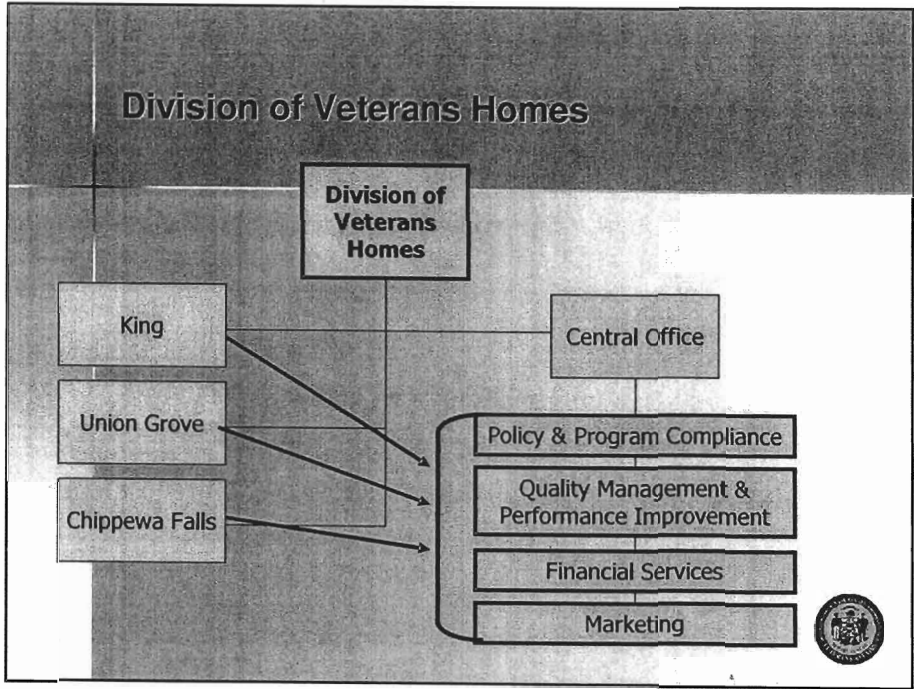 Division of Veterans Homes
Division of
Veterans
Homes
King
Union Grove
Chippewa Falls
Central Office
Policy & Program Compliance
Quality Management &
Performance Improvement
Financial Services
Marketing